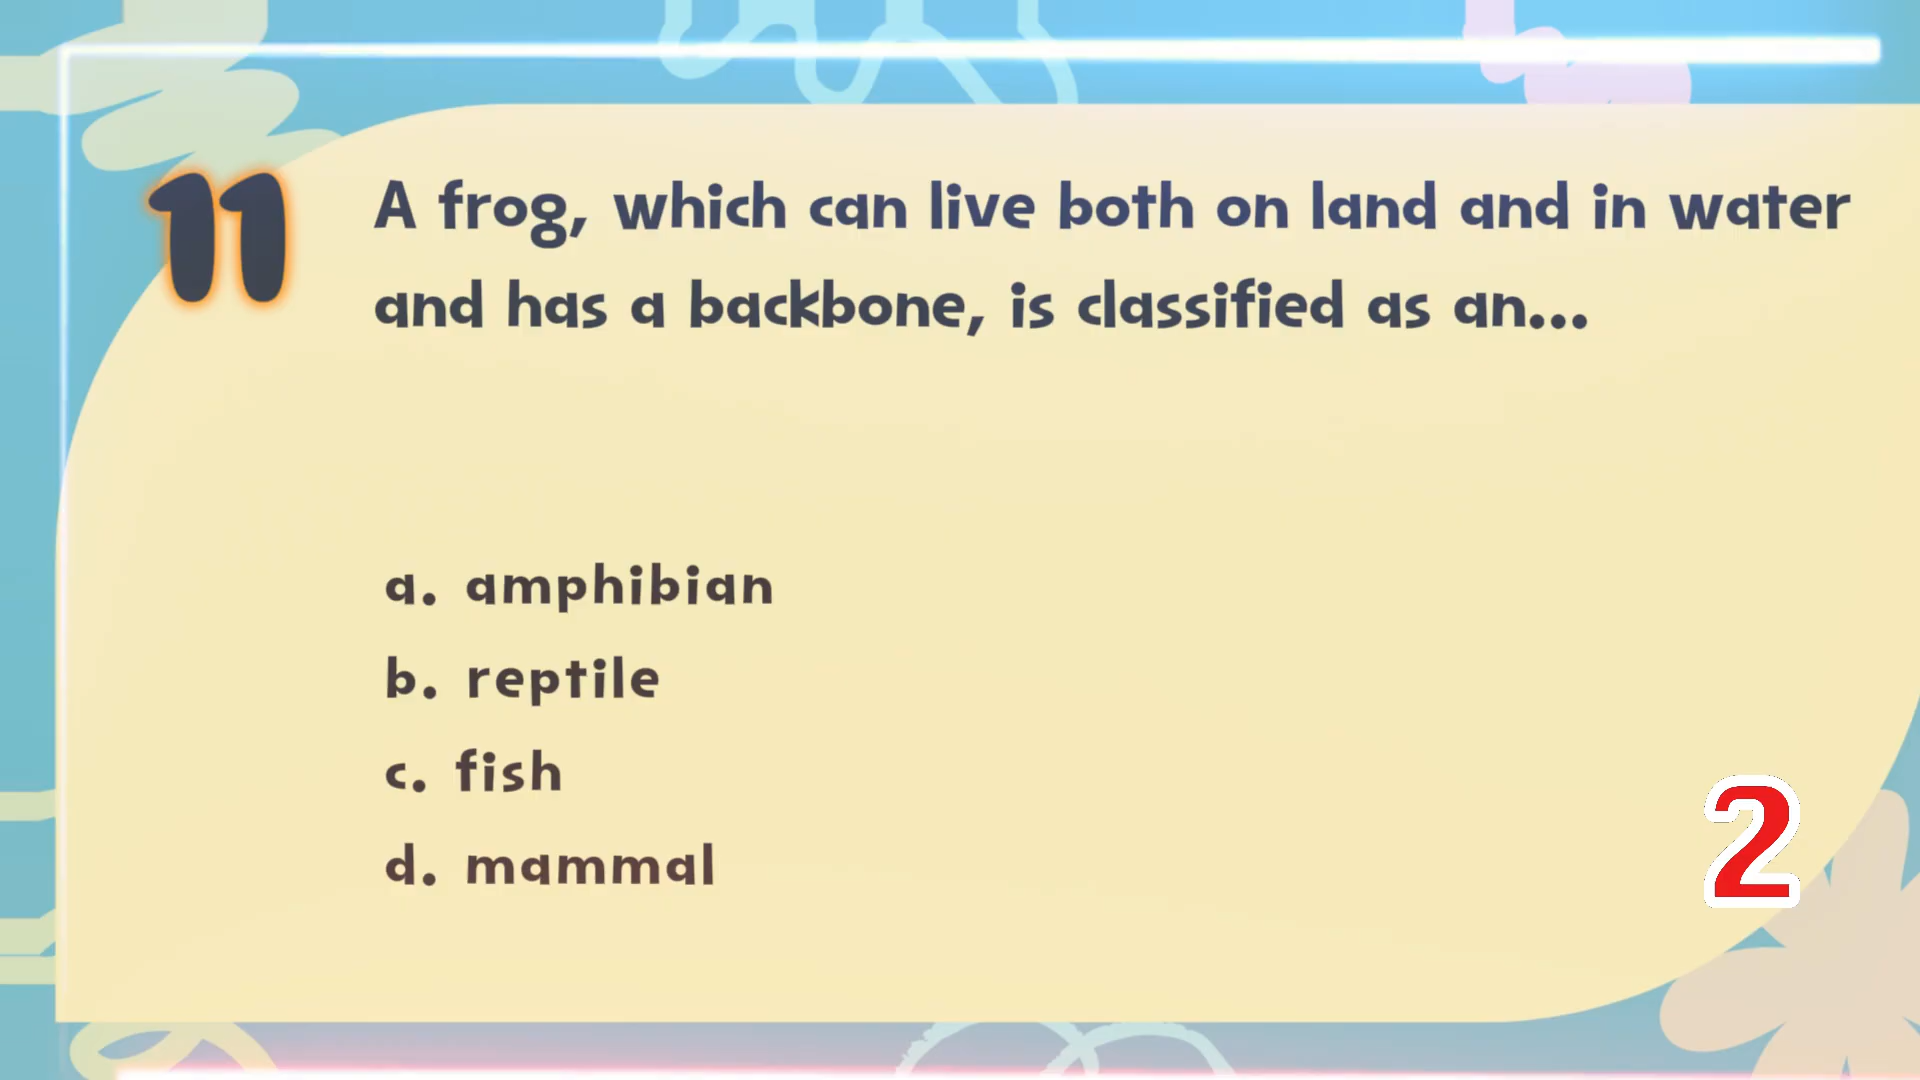 11
A frog, which can live both on land and in water
and has a backbone, is classified as an...
a. amphibian
b. reptile
c. fish
d. mammal
2